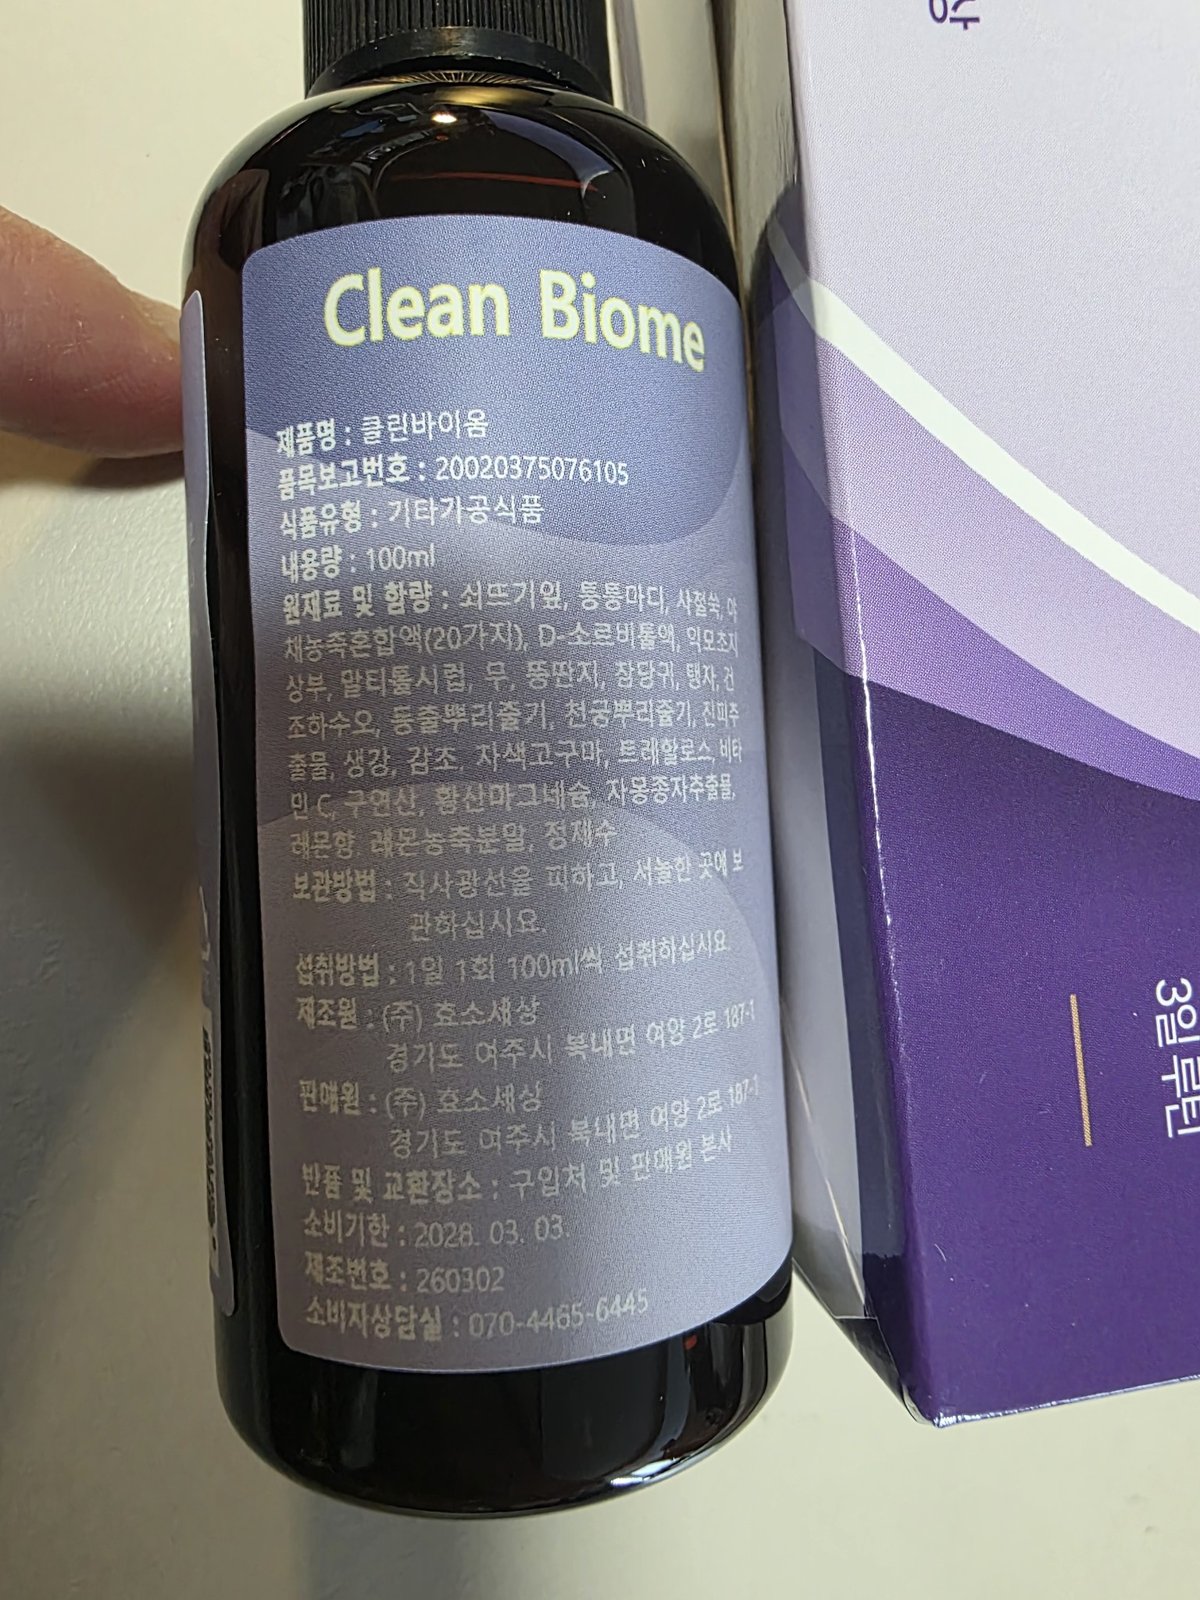 Clean Biome
제품명 : 클린바이옴
품목보고번호 : 20020375076105
식품유형 : 기타가공식품
내용량 : 100ml
원재료 및 함량 : 쇠뜨기잎, 퉁퉁마디, 사철쑥, 야
채농축혼합액(20가지), D-소르비톨액, 익모초지
상부, 말티톨시럽, 무, 뚱딴지, 참당귀, 탱자, 건
조하수오, 등출뿌리줄기, 천궁뿌리줄기, 진피추
출물, 생강, 감초, 자색고구마, 트레할로스, 비타
민 C, 구연산, 황산마그네슘, 자몽종자추출물,
레몬향, 레몬농축분말, 정제수
보관방법 : 직사광선을 피하고, 서늘한 곳에 보
관하십시요.
섭취방법 : 1일 1회 100ml씩 섭취하십시요.
제조원 : (주) 효소세상
경기도 여주시 북내면 여양 2로 187-1
판매원 : (주) 효소세상
경기도 여주시 북내면 여양 2로 187-1
반품 및 교환장소 : 구입처 및 판매원 본사
소비기한 : 2028. 03. 03.
제조번호 : 260302
소비자상담실 : 070-4465-6445
상
3일 루틴